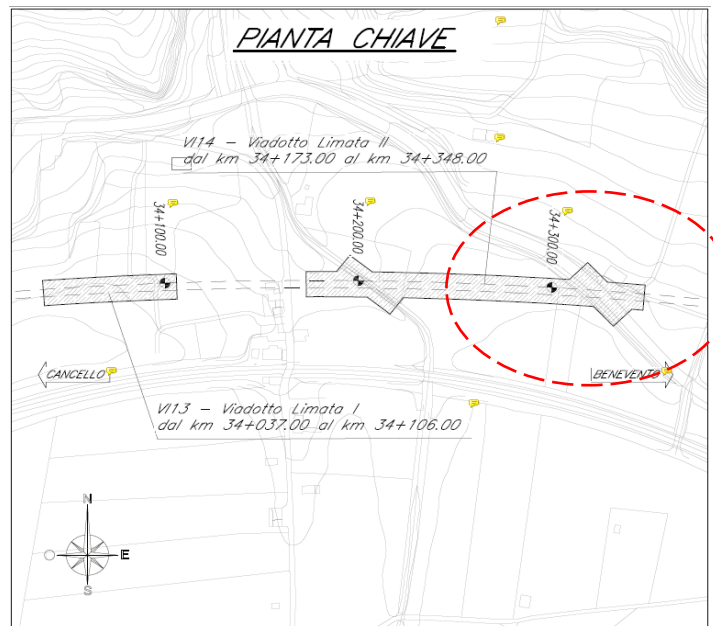 PIANTA CHIAVE
VI14 – Viadotto Limata II
dal km 34+173.00 al km 34+348.00
34+100.00
34+200.00
34+300.00
CANCELLO
BENEVENTO
VI13 – Viadotto Limata I
dal km 34+037.00 al km 34+106.00
N
O
E
S